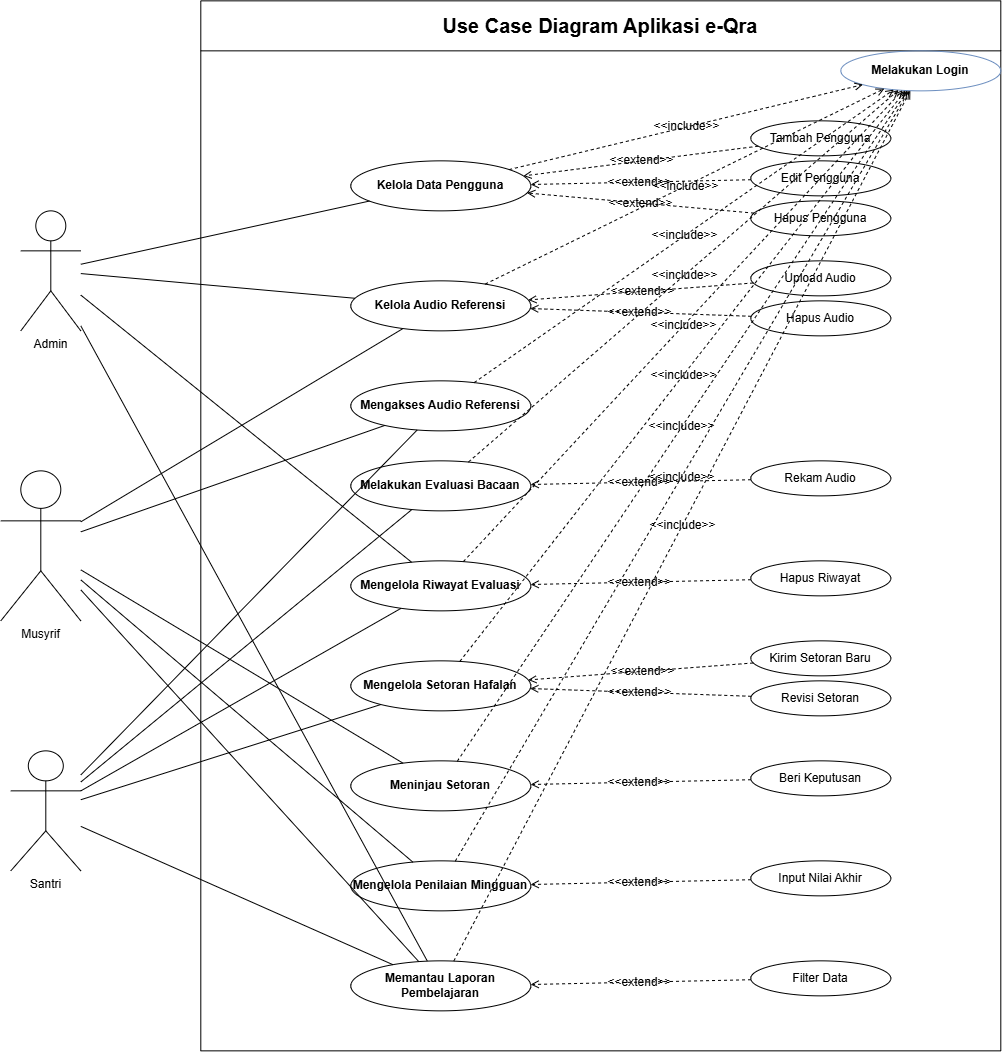 Use Case Diagram Aplikasi e-Qra
Melakukan Login
<<include>>
Tambah Pengguna
<<extend>>
Kelola Data Pengguna
<<extend>>
<<include>>
Edit Pengguna
<<extend>>
Hapus Pengguna
<<include>>
<<include>>
Upload Audio
<<extend>>
Kelola Audio Referensi
<<extend>>
Hapus Audio
<<include>>
Admin
<<include>>
Mengakses Audio Referensi
<<include>>
Melakukan Evaluasi Bacaan
<<include>>
<<extend>>
Rekam Audio
<<include>>
Mengelola Riwayat Evaluasi
<<extend>>
Hapus Riwayat
Musyrif
Mengelola Setoran Hafalan
<<extend>>
Kirim Setoran Baru
<<extend>>
Revisi Setoran
Meninjau Setoran
<<extend>>
Beri Keputusan
Santri
Mengelola Penilaian Mingguan
<<extend>>
Input Nilai Akhir
Memantau Laporan
Pembelajaran
<<extend>>
Filter Data